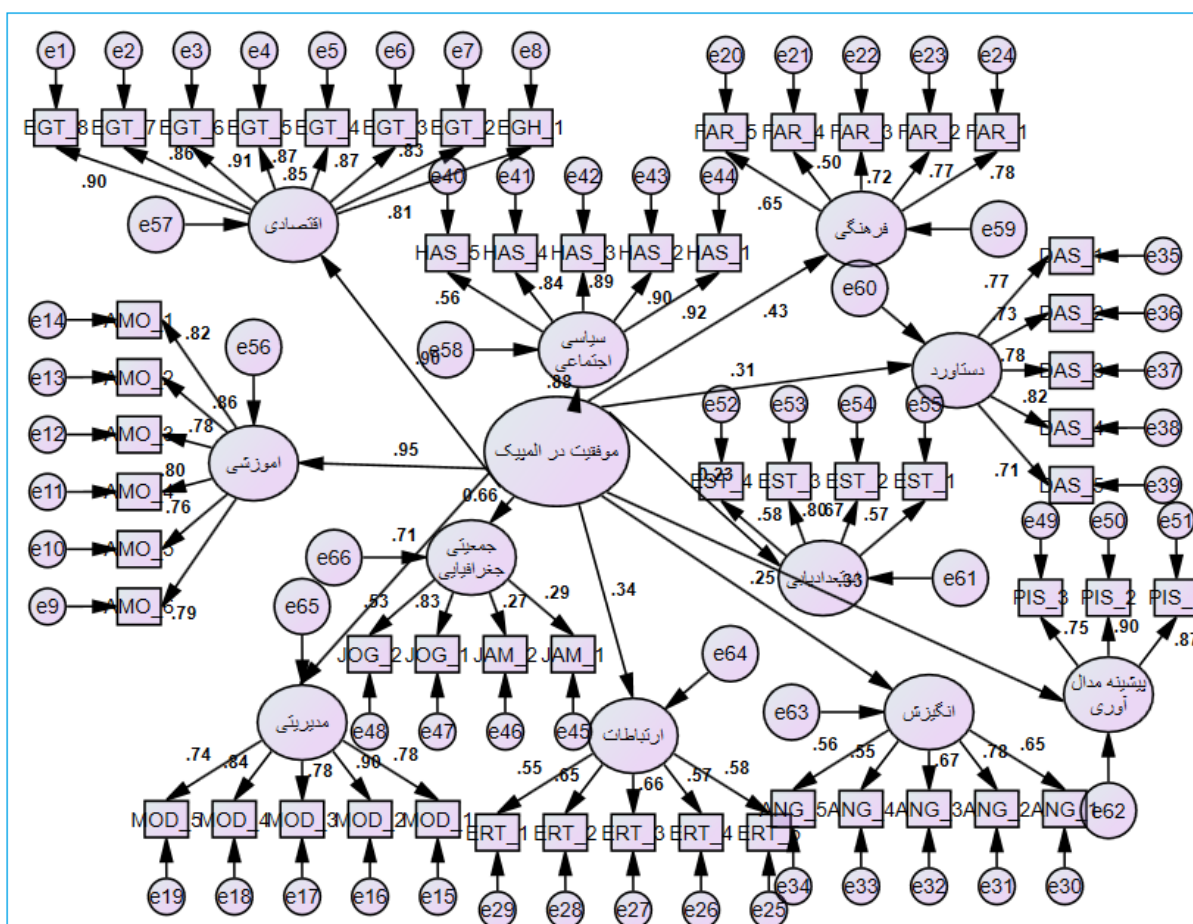 e1 e2 e3 e4 e5 e6 e7 e8
EGT_8 EGT_7 EGT_6 EGT_5 EGT_4 EGT_3 EGT_2 EGH_1
.90 .86 .91 .87 .85 .87 .83 .81
e57
اقتصادی
e20 e21 e22 e23 e24
FAR_5 FAR_4 FAR_3 FAR_2 FAR_1
.65 .50 .72 .77 .78
فرهنگی
e59
e40 e41 e42 e43 e44
HAS_5 HAS_4 HAS_3 HAS_2 HAS_1
.56 .84 .89 .90 .92
e58
سیاسی
اجتماعی
e60
دستاورد
.77 DAS_1 e35
.73 DAS_2 e36
.78 DAS_3 e37
.82 DAS_4 e38
.71 DAS_5 e39
e14 AMO_1 .82
e13 AMO_2 .86
e12 AMO_3 .78
e11 AMO_4 .80
e10 AMO_5 .76
e9 AMO_6 .79
e56
اموزشی
موفقیت در المپیک
.90 .88 .43 .31 .95 0.66 .71 .34 0.23 .25 .33
e52 e53 e54 e55
EST_4 EST_3 EST_2 EST_1
.58 .80 .67 .57
e61
e49 e50 e51
PIS_3 PIS_2
.75 .90 .87
پیشینه مدال
آوری
e62
e66
جمعیتی
جغرافیایی
.53 .83 .27 .29
JOG_2 JOG_1 JAM_2 JAM_1
e48 e47 e46 e45
e65
مدیریتی
.74 .84 .78 .90 .78
MOD_5 MOD_4 MOD_3 MOD_2 MOD_1
e19 e18 e17 e16 e15
e64
ارتباطات
.55 .65 .66 .57 .58
ERT_1 ERT_2 ERT_3 ERT_4 ERT_5
e29 e28 e27 e26 e25
e63
انگیزش
.56 .55 .67 .78 .65
ANG_5 ANG_4 ANG_3 ANG_2 ANG_1
e34 e33 e32 e31 e30